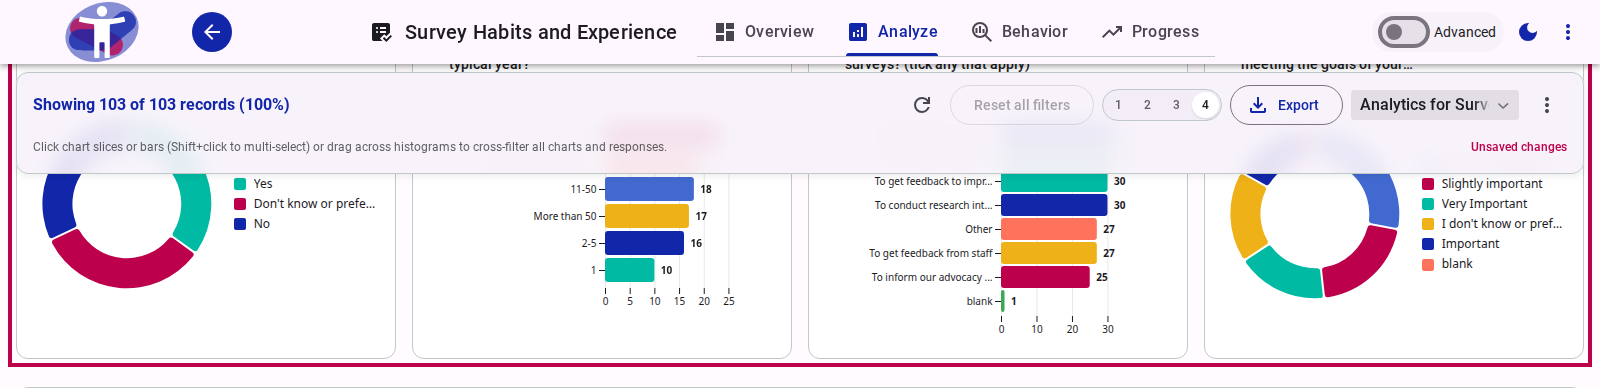 Survey Habits and Experience
Overview
Analyze
Behavior
Progress
Advanced
typical year?
surveys? (tick any that apply)
meeting the goals of your...
Showing 103 of 103 records (100%)
Reset all filters
1 2 3 4
Export
Analytics for Surv
Click chart slices or bars (Shift+click to multi-select) or drag across histograms to cross-filter all charts and responses.
Unsaved changes
Yes
Don't know or prefe...
No
11-50 18
More than 50 17
2-5 16
1 10
0 5 10 15 20 25
To get feedback to impr... 30
To conduct research int... 30
Other 27
To get feedback from staff 27
To inform our advocacy ... 25
blank 1
0 10 20 30
Slightly important
Very Important
I don't know or pref...
Important
blank